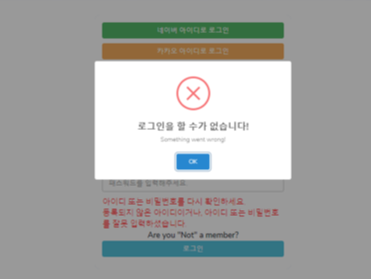 네이버 아이디로 로그인
카카오 아이디로 로그인
로그인을 할 수가 없습니다!
Something went wrong!
OK
패스워드를 입력해주세요.
아이디 또는 비밀번호를 다시 확인하세요.
등록되지 않은 아이디이거나, 아이디 또는 비밀번호
를 잘못 입력하셨습니다.
Are you "Not" a member?
로그인